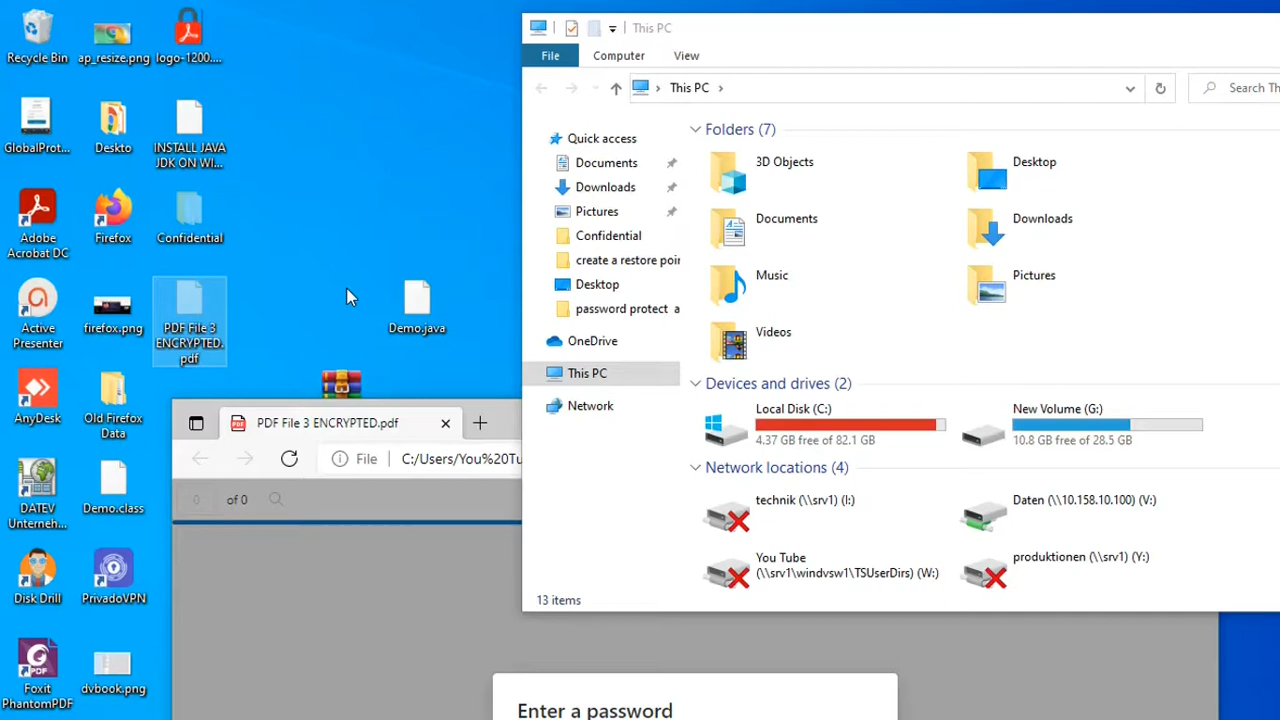 Recycle Bin
ap_resize.png
logo-1200....
GlobalProt...
Deskto
INSTALL JAVA
JDK ON WI...
Adobe
Acrobat DC
Firefox
Confidential
Active
Presenter
firefox.png
PDF File 3
ENCRYPTED.
pdf
Demo.java
AnyDesk
Old Firefox
Data
DATEV
Unterneh...
Demo.class
Disk Drill
PrivadoVPN
Foxit
PhantomPDF
dvbook.png
PDF
PDF File 3 ENCRYPTED.pdf
File
C:/Users/You%20Tu
0
of 0
Enter a password
This PC
File
Computer
View
This PC
Search Th
Quick access
Documents
Downloads
Pictures
Confidential
create a restore poir
Desktop
password protect a
OneDrive
This PC
Network
Folders (7)
3D Objects
Desktop
Documents
Downloads
Music
Pictures
Videos
Devices and drives (2)
Local Disk (C:)
4.37 GB free of 82.1 GB
New Volume (G:)
10.8 GB free of 28.5 GB
Network locations (4)
technik (\\srv1) (I:)
Daten (\\10.158.10.100) (V:)
You Tube
(\\srv1\windvsw1\TSUserDirs) (W:)
produktionen (\\srv1) (Y:)
13 items